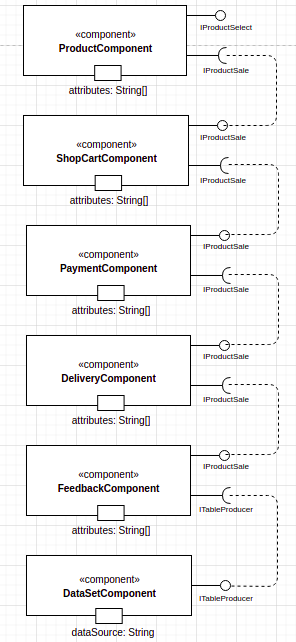 «component»
ProductComponent
IProductSelect
IProductSale
attributes: String[]
«component»
ShopCartComponent
IProductSale
IProductSale
attributes: String[]
«component»
PaymentComponent
IProductSale
IProductSale
attributes: String[]
«component»
DeliveryComponent
IProductSale
IProductSale
attributes: String[]
«component»
FeedbackComponent
IProductSale
ITableProducer
attributes: String[]
«component»
DataSetComponent
ITableProducer
dataSource: String